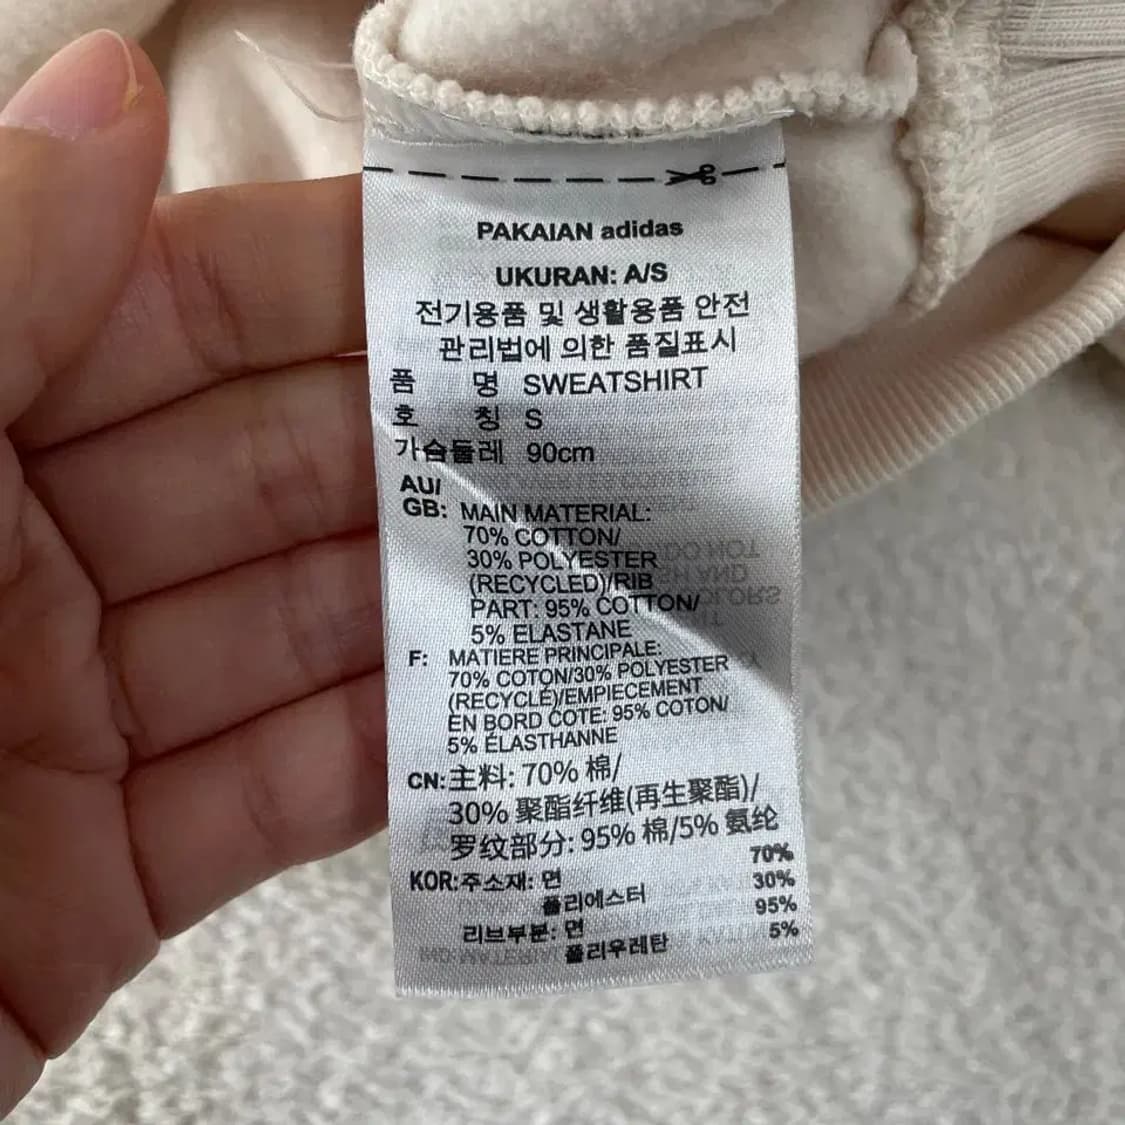 PAKAIAN adidas
UKURAN: A/S
전기용품 및 생활용품 안전
관리법에 의한 품질표시
품 명 SWEATSHIRT
호 칭 S
가슴둘레 90cm
AU/
GB: MAIN MATERIAL:
70% COTTON/
30% POLYESTER
(RECYCLED)/RIB
PART: 95% COTTON/
5% ELASTANE
F: MATIERE PRINCIPALE:
70% COTON/30% POLYESTER
(RECYCLÉ)/EMPIECEMENT
EN BORD COTE: 95% COTON/
5% ÉLASTHANNE
CN: 主料: 70% 棉/
30% 聚酯纤维(再生聚酯)/
罗纹部分: 95% 棉/5% 氨纶
KOR: 주소재: 면 70%
폴리에스터 30%
리브부분: 면 95%
폴리우레탄 5%